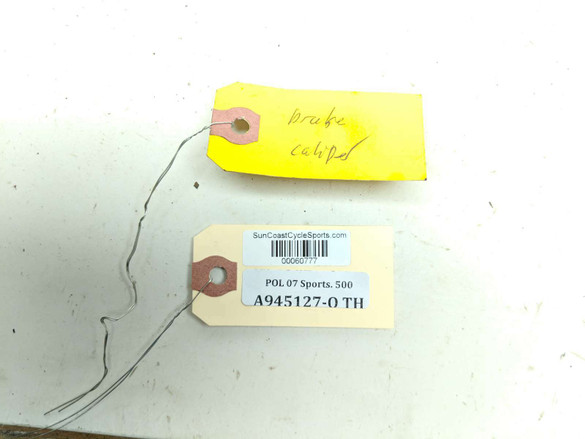 brake
caliper
SunCoastCycleSports.com
00060777
POL 07 Sports. 500
A945127-O TH